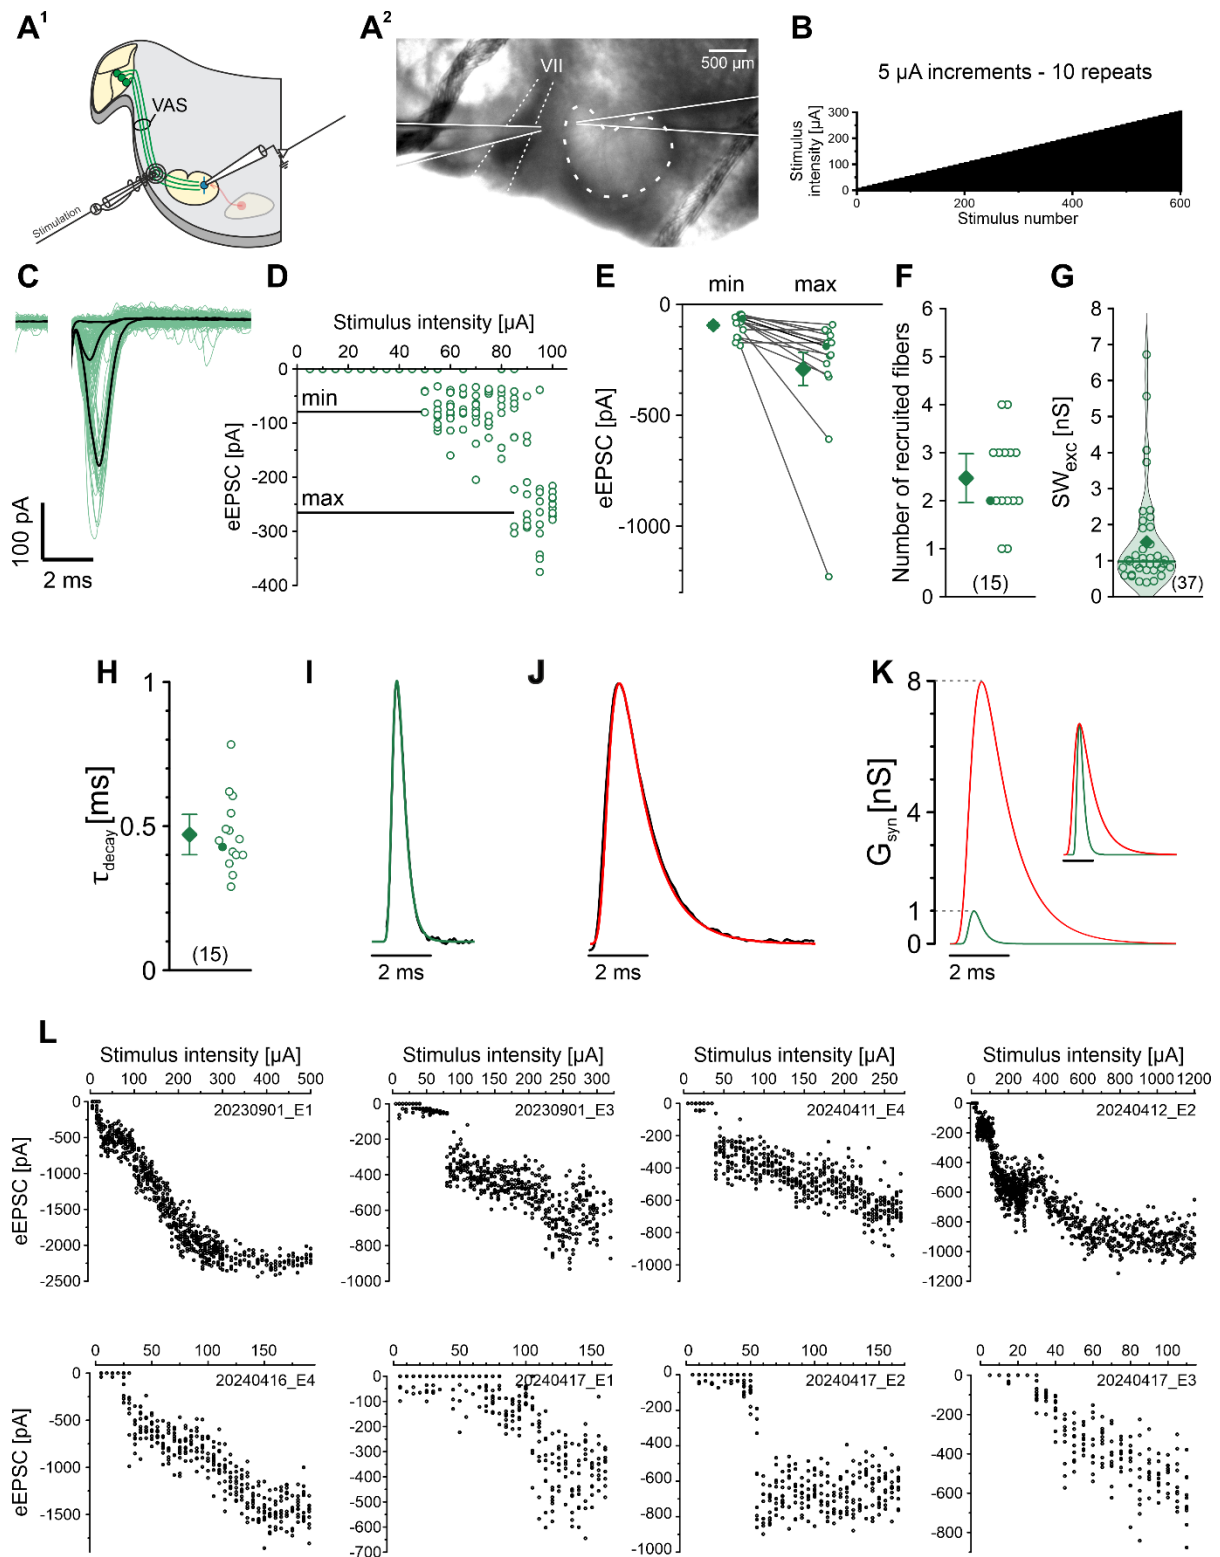 A1
VAS
Stimulation
A2
VII
500 µm
B
5 µA increments - 10 repeats
Stimulus
intensity [µA]
300
200
100
0
0 200 400 600
Stimulus number
C
100 pA
2 ms
D
Stimulus intensity [µA]
0 20 40 60 80 100
eEPSC [pA]
0
-100
-200
-300
-400
min
max
E
min max
eEPSC [pA]
0
-500
-1000
F
Number of recruited fibers
6
5
4
3
2
1
0
(15)
G
SWexc [nS]
8
7
6
5
4
3
2
1
0
(37)
H
τdecay [ms]
1
0.5
0
(15)
I
2 ms
J
2 ms
K
Gsyn [nS]
8
4
1
0
2 ms
L
Stimulus intensity [µA]
0 100 200 300 400 500
20230901_E1
eEPSC [pA]
0
-500
-1000
-1500
-2000
-2500
Stimulus intensity [µA]
0 50 100 150 200 250 300
20230901_E3
0
-200
-400
-600
-800
-1000
Stimulus intensity [µA]
0 50 100 150 200 250
20240411_E4
0
-200
-400
-600
-800
-1000
Stimulus intensity [µA]
0 200 400 600 800 1000 1200
20240412_E2
0
-200
-400
-600
-800
-1000
-1200
0 50 100 150
20240416_E4
eEPSC [pA]
0
-500
-1000
-1500
0 50 100 150
20240417_E1
0
-100
-200
-300
-400
-500
-600
-700
0 50 100 150
20240417_E2
0
-200
-400
-600
-800
-1000
0 20 40 60 80 100
20240417_E3
0
-200
-400
-600
-800